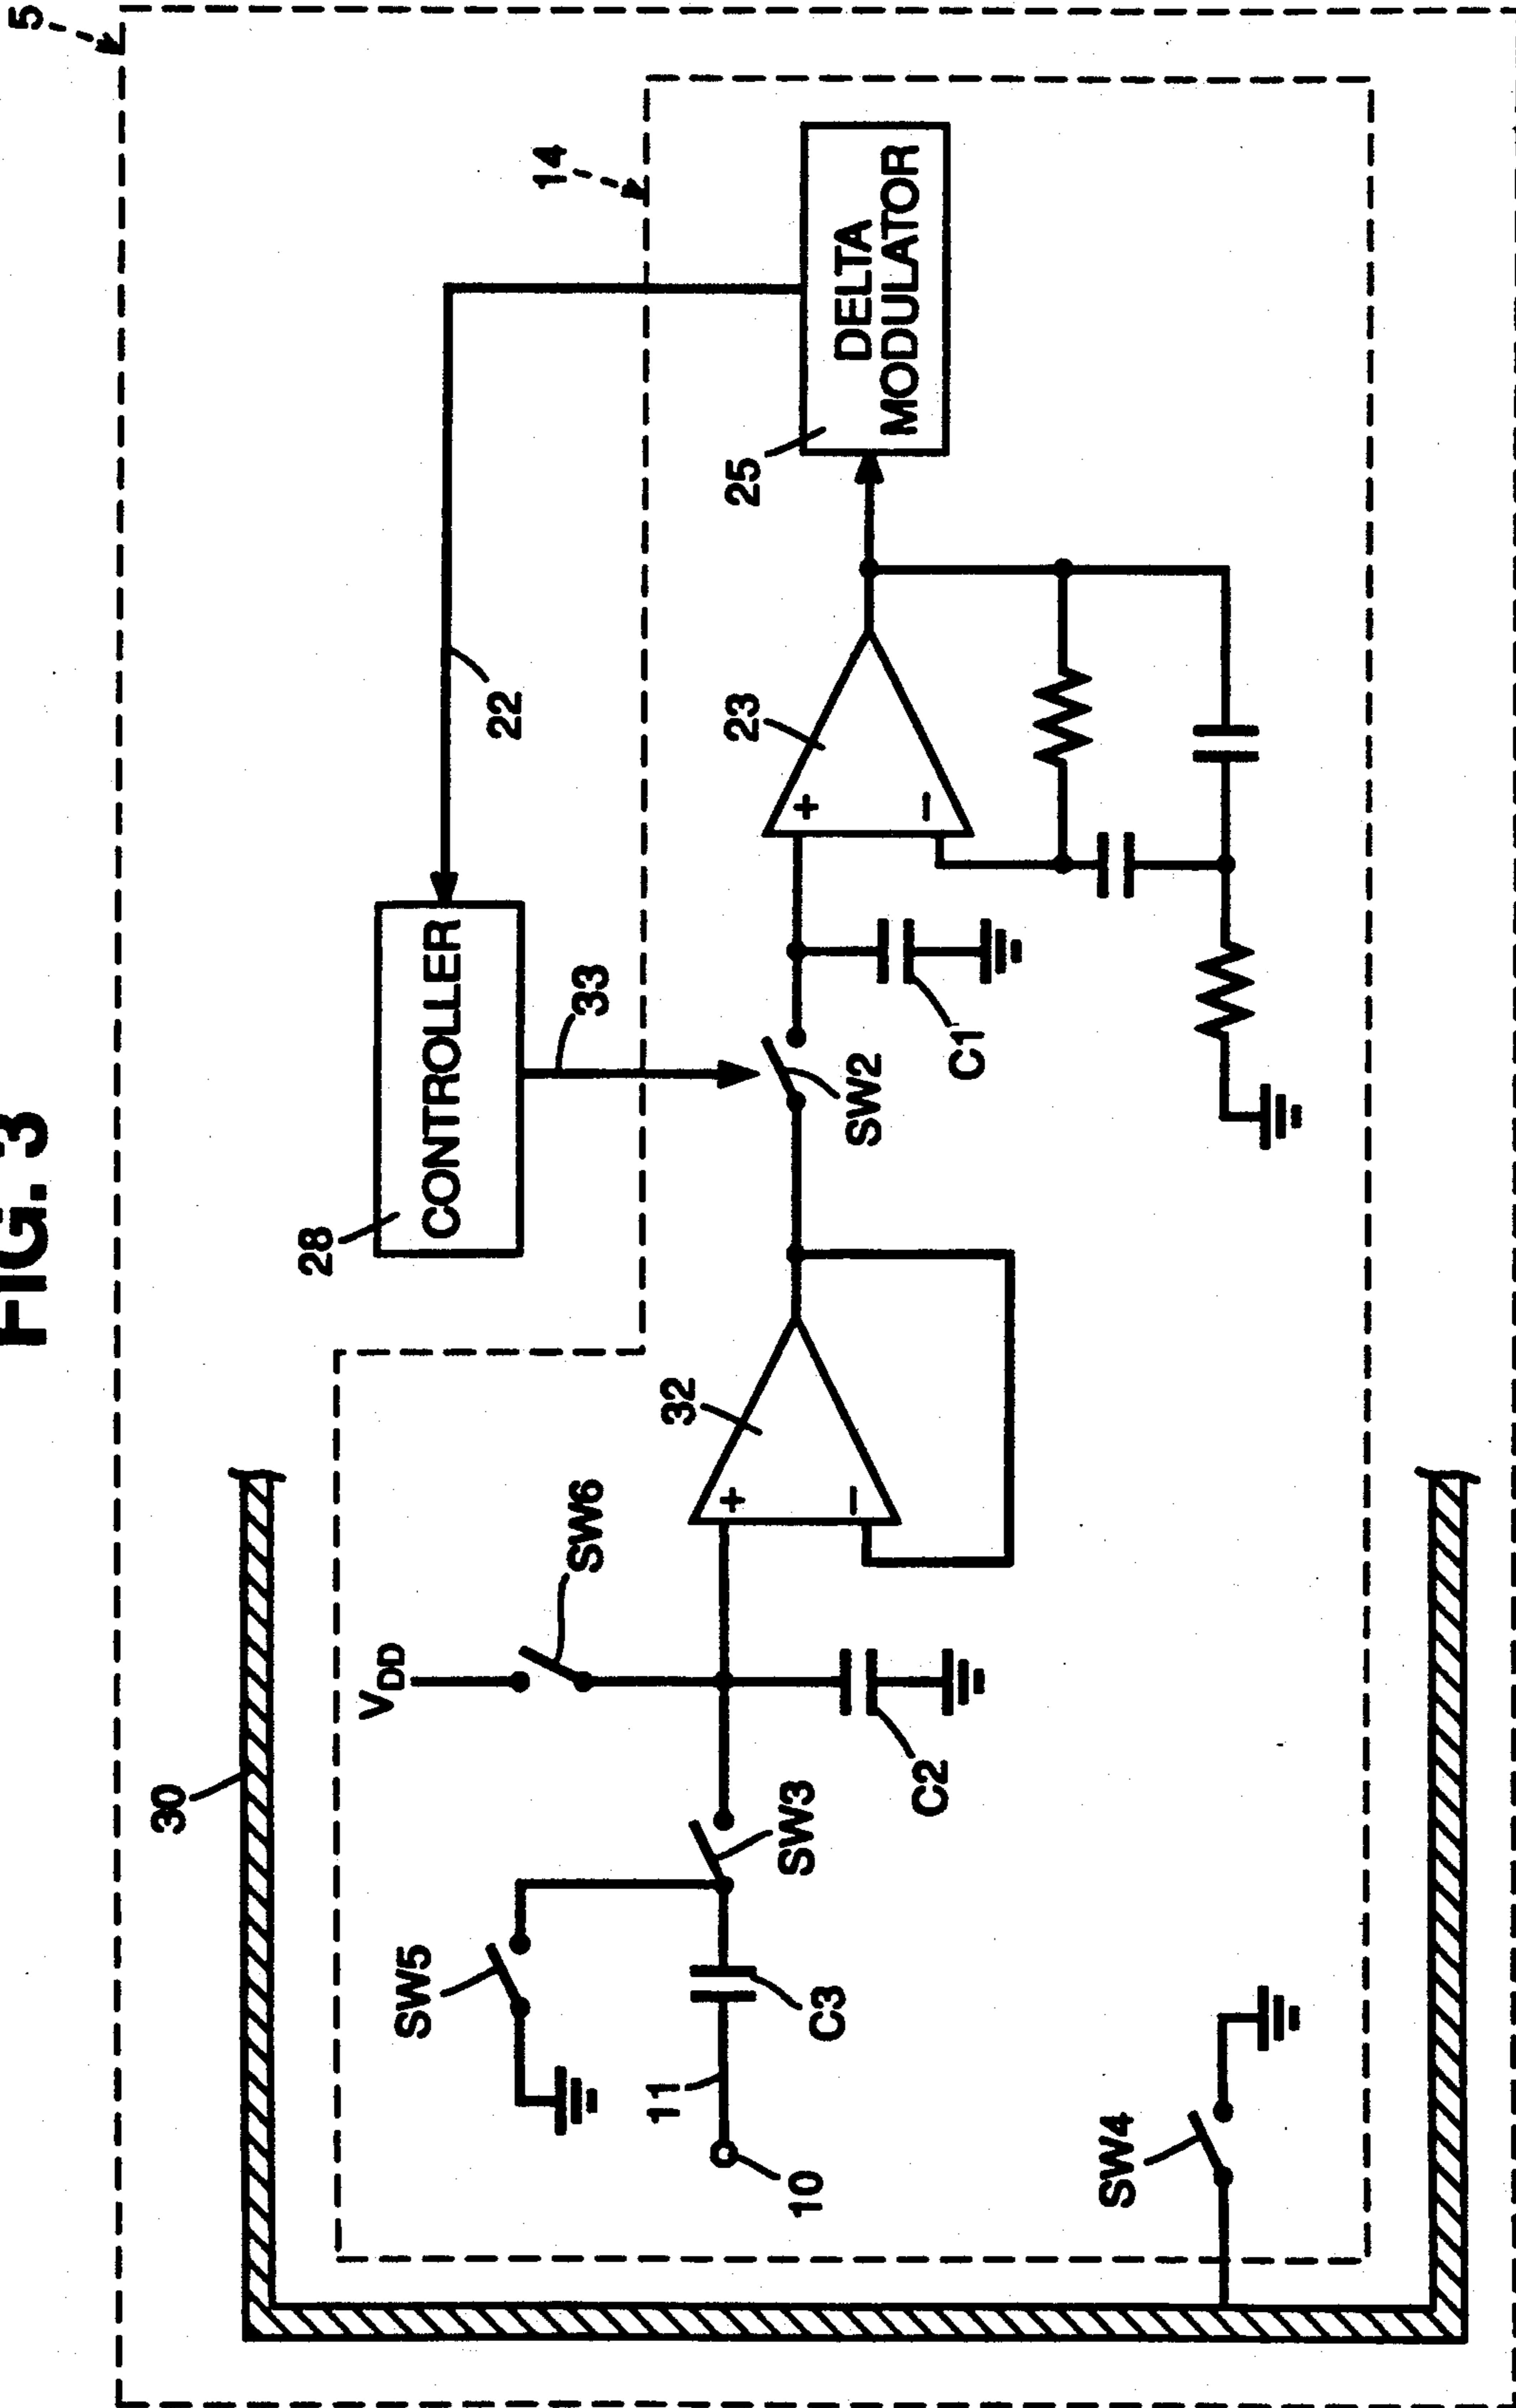 FIG. 3
5
30
28
CONTROLLER
22
33
14
SW5
VDD
SW6
11
10
C3
SW3
C2
32
+
−
SW2
C1
23
+
−
25
DELTA
MODULATOR
SW4